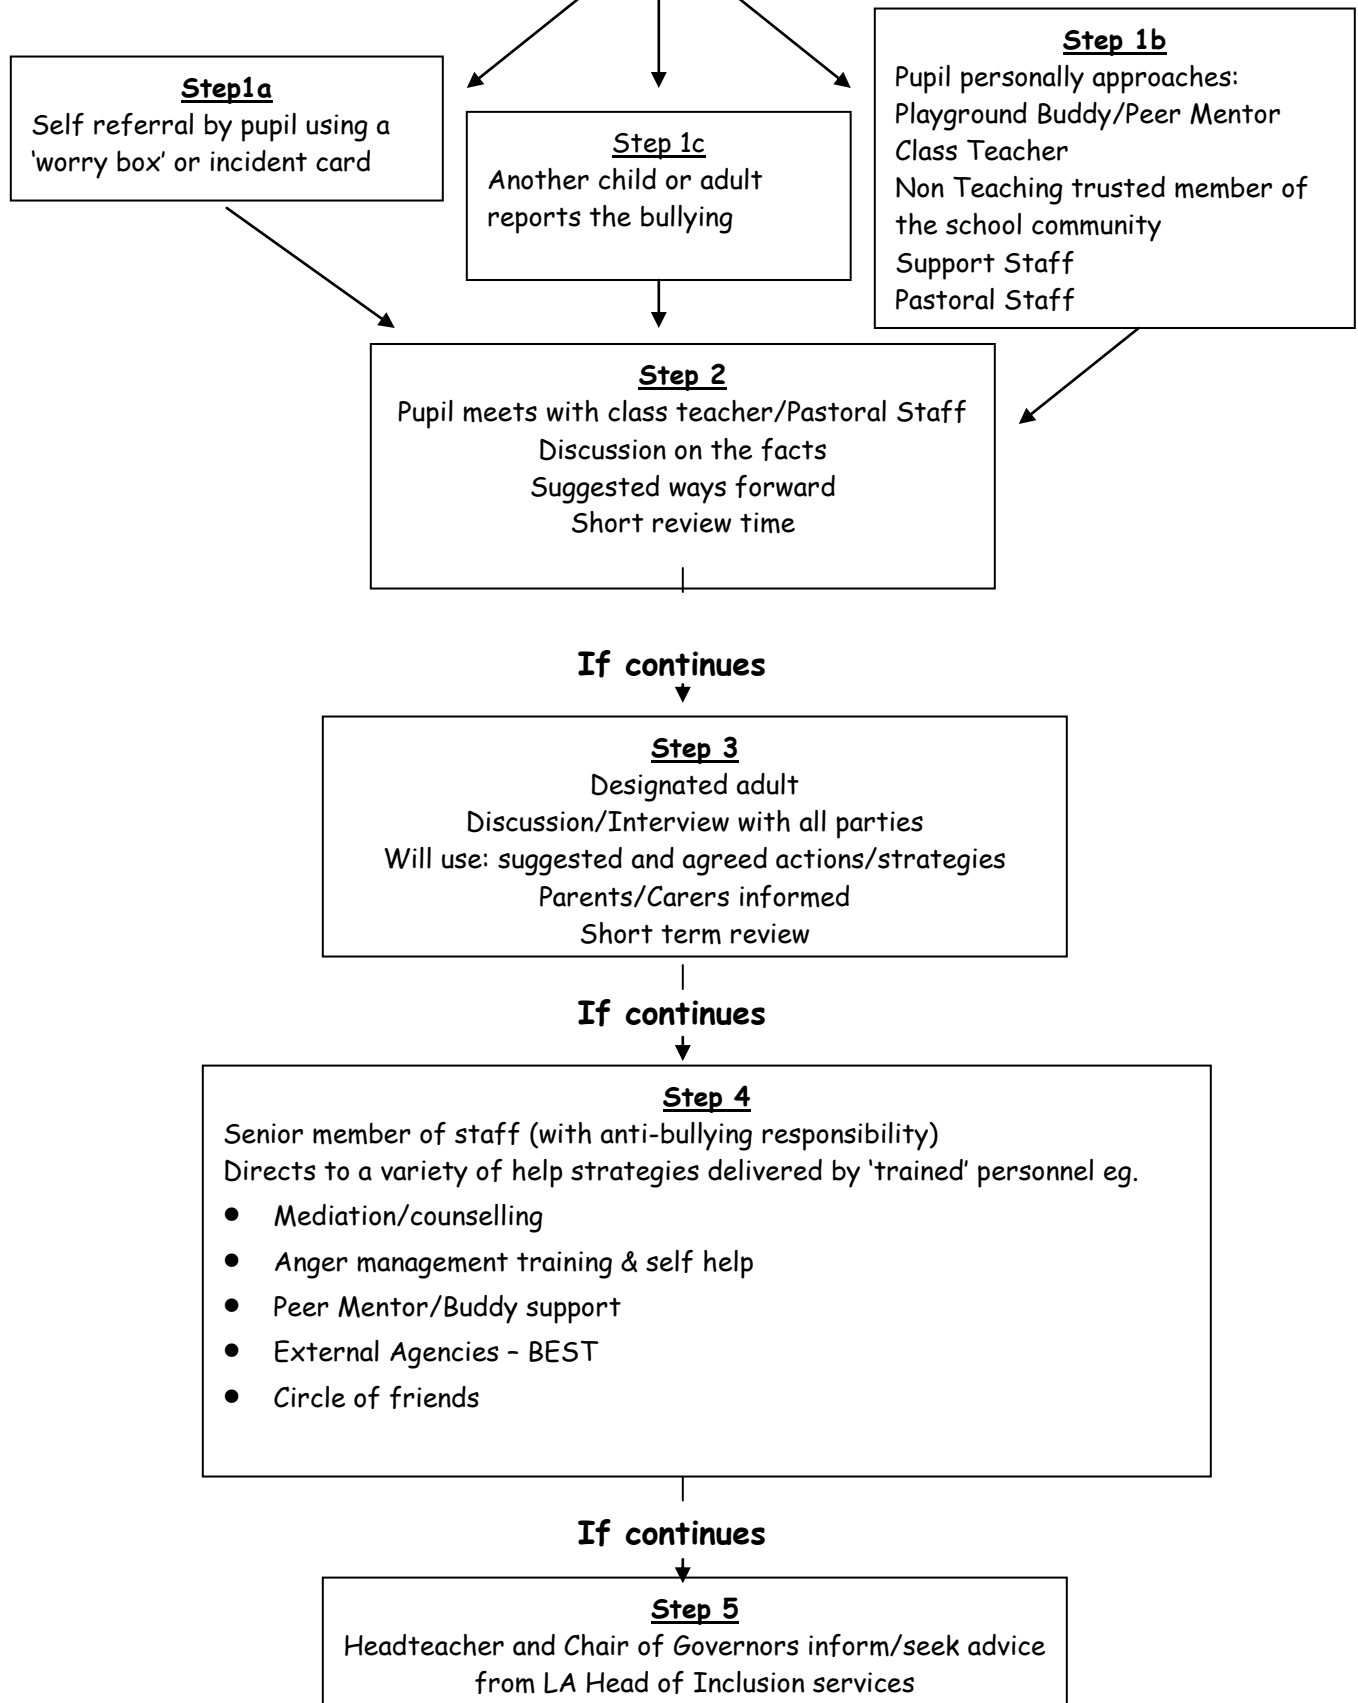 Step1a
Self referral by pupil using a
‘worry box’ or incident card
Step 1c
Another child or adult
reports the bullying
Step 1b
Pupil personally approaches:
Playground Buddy/Peer Mentor
Class Teacher
Non Teaching trusted member of
the school community
Support Staff
Pastoral Staff
Step 2
Pupil meets with class teacher/Pastoral Staff
Discussion on the facts
Suggested ways forward
Short review time
If continues
Step 3
Designated adult
Discussion/Interview with all parties
Will use: suggested and agreed actions/strategies
Parents/Carers informed
Short term review
If continues
Step 4
Senior member of staff (with anti-bullying responsibility)
Directs to a variety of help strategies delivered by ‘trained’ personnel eg.
● Mediation/counselling
● Anger management training & self help
● Peer Mentor/Buddy support
● External Agencies – BEST
● Circle of friends
If continues
Step 5
Headteacher and Chair of Governors inform/seek advice
from LA Head of Inclusion services